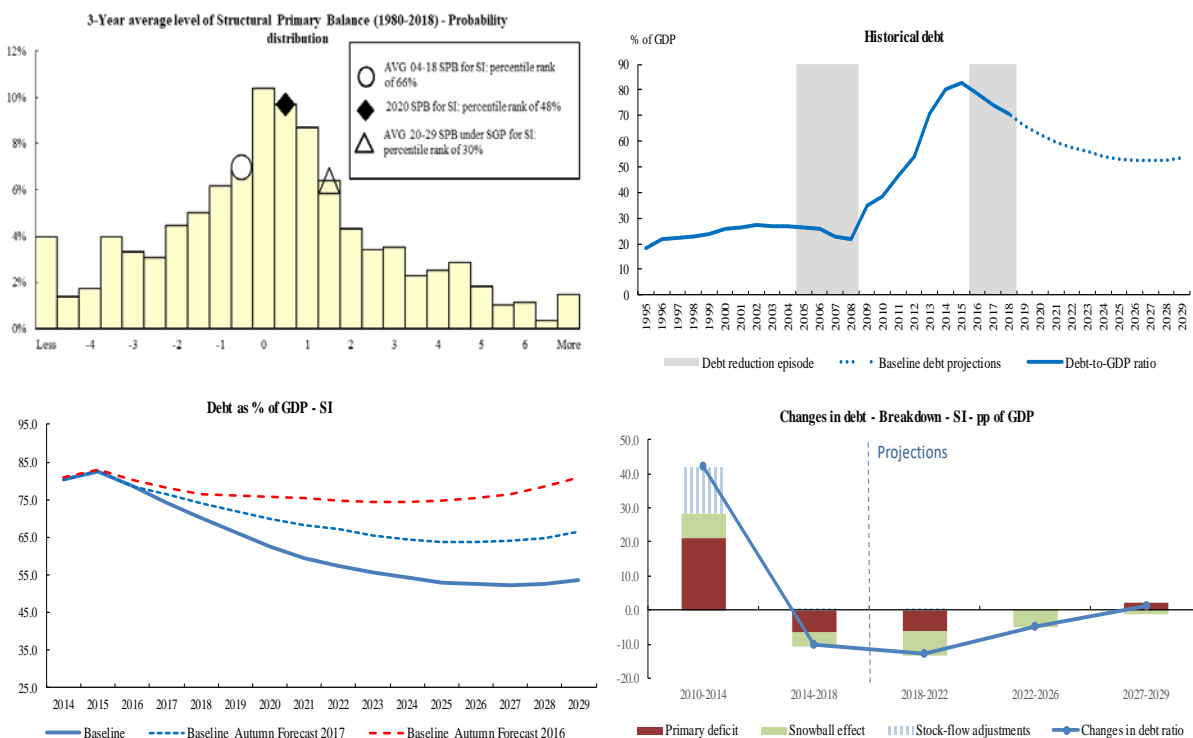 3-Year average level of Structural Primary Balance (1980-2018) - Probability
distribution
12%
10%
8%
6%
4%
2%
0%
AVG 04-18 SPB for SI: percentile rank
of 66%
2020 SPB for SI: percentile rank of 48%
AVG 20-29 SPB under SGP for SI:
percentile rank of 30%
Less -4 -3 -2 -1 0 1 2 3 4 5 6 More
Historical debt
% of GDP
90
80
70
60
50
40
30
20
10
0
1995 1996 1997 1998 1999 2000 2001 2002 2003 2004 2005 2006 2007 2008 2009 2010 2011 2012 2013 2014 2015 2016 2017 2018 2019 2020 2021 2022 2023 2024 2025 2026 2027 2028 2029
Debt reduction episode Baseline debt projections Debt-to-GDP ratio
Debt as % of GDP - SI
95.0
85.0
75.0
65.0
55.0
45.0
35.0
25.0
2014 2015 2016 2017 2018 2019 2020 2021 2022 2023 2024 2025 2026 2027 2028 2029
Baseline Baseline Autumn Forecast 2017 Baseline Autumn Forecast 2016
Changes in debt - Breakdown - SI - pp of GDP
50.0
40.0
30.0
20.0
10.0
0.0
-10.0
-20.0
Projections
2010-2014 2014-2018 2018-2022 2022-2026 2027-2029
Primary deficit Snowball effect Stock-flow adjustments Changes in debt ratio